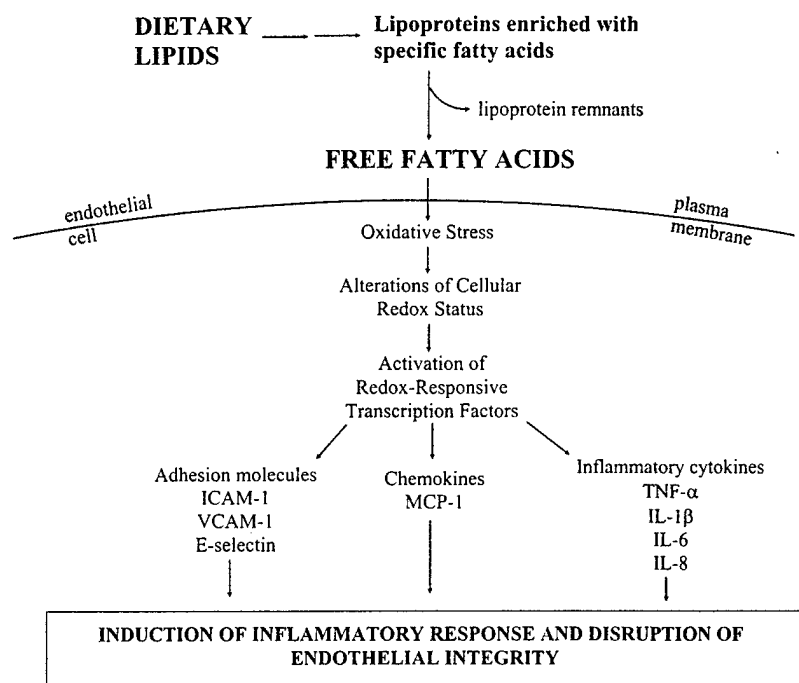 DIETARY
LIPIDS
Lipoproteins enriched with
specific fatty acids
lipoprotein remnants
FREE FATTY ACIDS
endothelial
cell
plasma
membrane
Oxidative Stress
Alterations of Cellular
Redox Status
Activation of
Redox-Responsive
Transcription Factors
Adhesion molecules
ICAM-1
VCAM-1
E-selectin
Chemokines
MCP-1
Inflammatory cytokines
TNF-α
IL-1β
IL-6
IL-8
INDUCTION OF INFLAMMATORY RESPONSE AND DISRUPTION OF
ENDOTHELIAL INTEGRITY